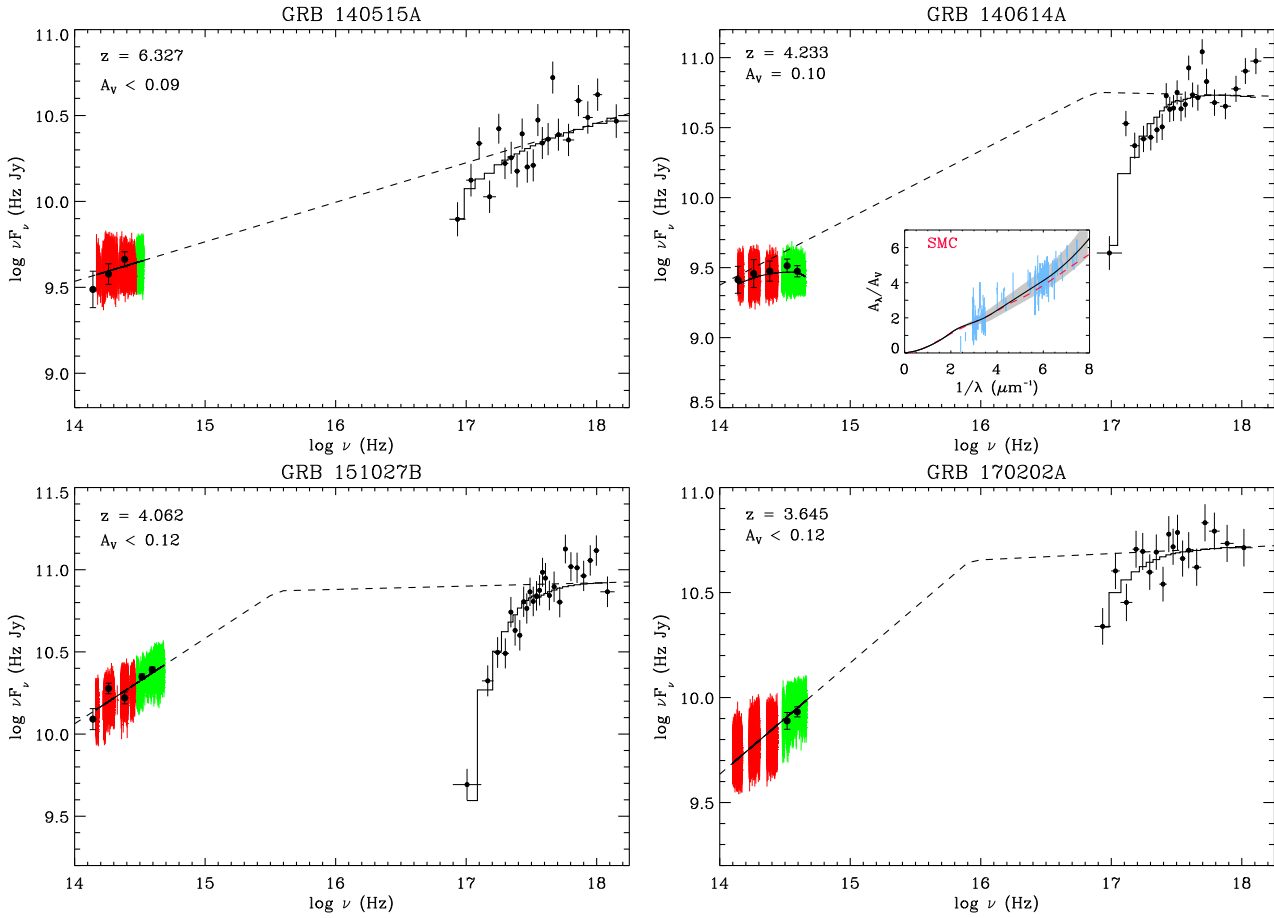 GRB 140515A
z = 6.327
A_V < 0.09
11.0
10.5
10.0
9.5
9.0
log νF_ν (Hz Jy)
14 15 16 17 18
log ν (Hz)
GRB 140614A
z = 4.233
A_V = 0.10
11.0
10.5
10.0
9.5
9.0
8.5
log νF_ν (Hz Jy)
SMC
6
4
2
0
A_λ/A_V
0 2 4 6 8
1/λ (μm⁻¹)
14 15 16 17 18
log ν (Hz)
GRB 151027B
z = 4.062
A_V < 0.12
11.5
11.0
10.5
10.0
9.5
log νF_ν (Hz Jy)
14 15 16 17 18
log ν (Hz)
GRB 170202A
z = 3.645
A_V < 0.12
11.0
10.5
10.0
9.5
log νF_ν (Hz Jy)
14 15 16 17 18
log ν (Hz)